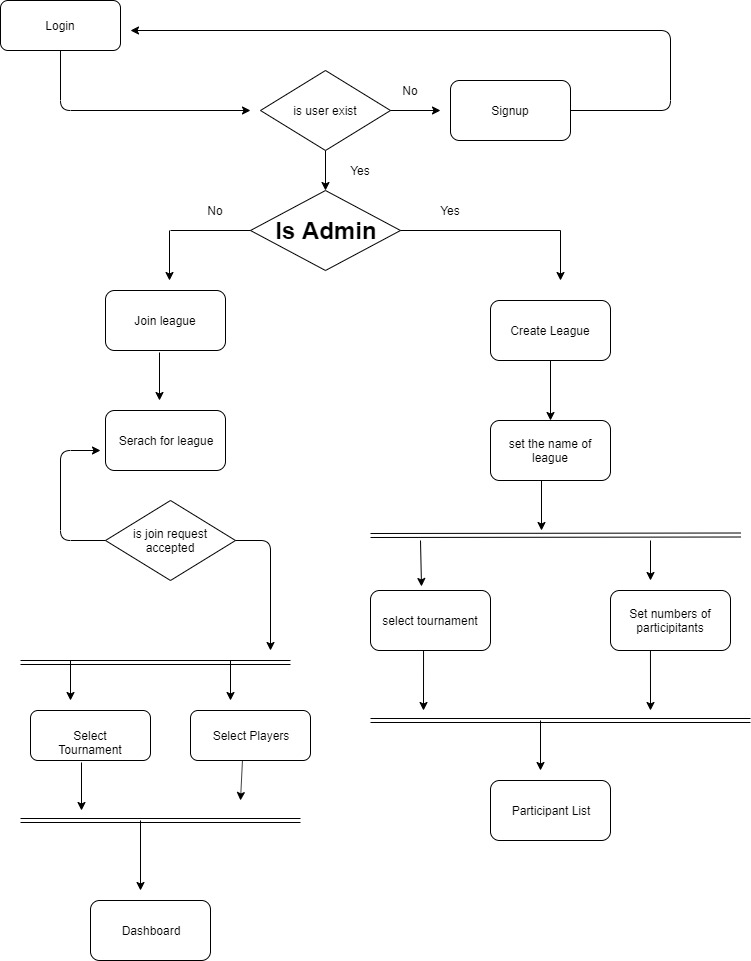 Login
is user exist
No
Signup
Yes
No
Is Admin
Yes
Join league
Create League
Serach for league
set the name of
league
is join request
accepted
select tournament
Set numbers of
participitants
Select
Tournament
Select Players
Participant List
Dashboard